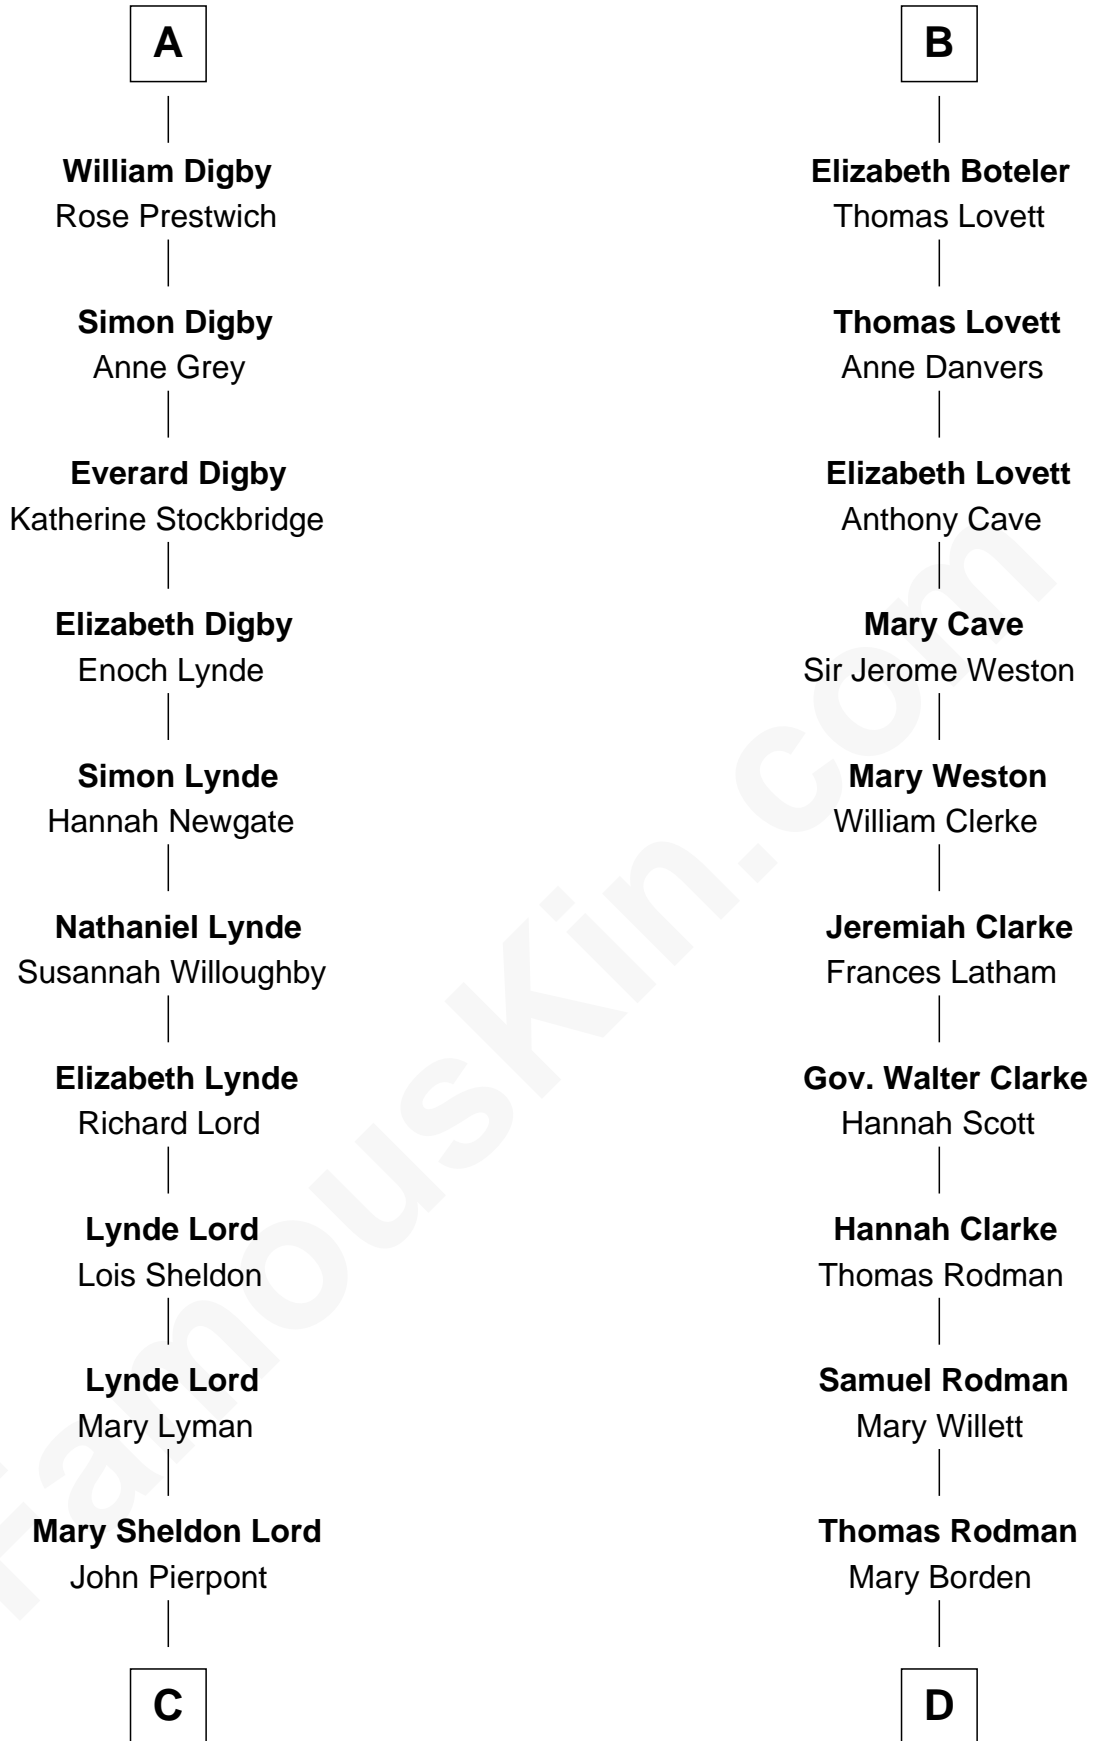 A
William Digby
Rose Prestwich
Simon Digby
Anne Grey
Everard Digby
Katherine Stockbridge
Elizabeth Digby
Enoch Lynde
Simon Lynde
Hannah Newgate
Nathaniel Lynde
Susannah Willoughby
Elizabeth Lynde
Richard Lord
Lynde Lord
Lois Sheldon
Lynde Lord
Mary Lyman
Mary Sheldon Lord
John Pierpont
C
B
Elizabeth Boteler
Thomas Lovett
Thomas Lovett
Anne Danvers
Elizabeth Lovett
Anthony Cave
Mary Cave
Sir Jerome Weston
Mary Weston
William Clerke
Jeremiah Clarke
Frances Latham
Gov. Walter Clarke
Hannah Scott
Hannah Clarke
Thomas Rodman
Samuel Rodman
Mary Willett
Thomas Rodman
Mary Borden
D
FamousKin.com